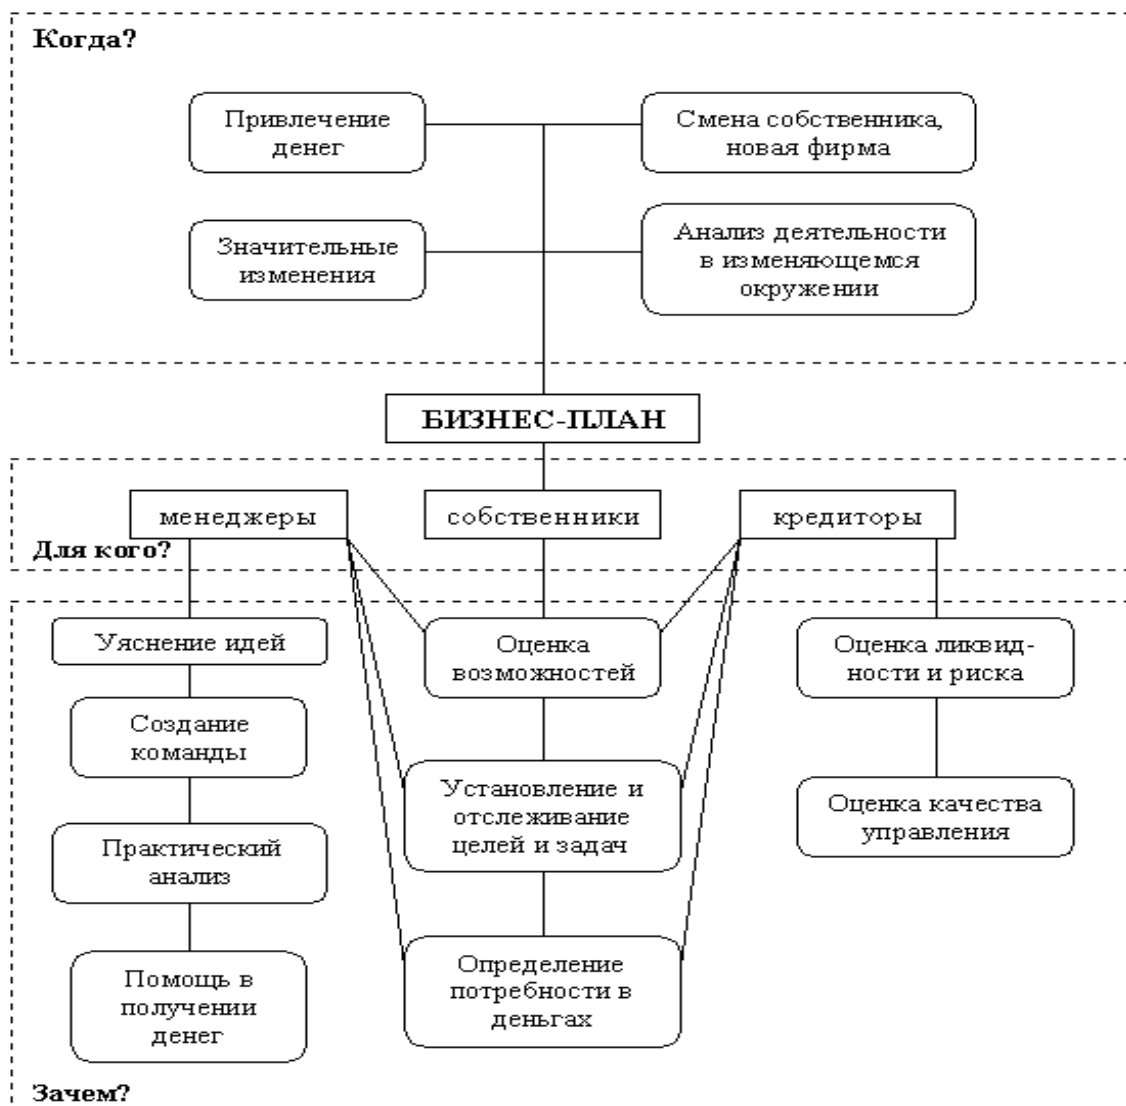 Когда?
Привлечение
денег
Смена собственника,
новая фирма
Значительные
изменения
Анализ деятельности
в изменяющемся
окружении
БИЗНЕС-ПЛАН
менеджеры
собственники
кредиторы
Для кого?
Уяснение идей
Создание
команды
Практический
анализ
Помощь в
получении
денег
Оценка
возможностей
Установление и
отслеживание
целей и задач
Определение
потребности в
деньгах
Оценка ликвид-
ности и риска
Оценка качества
управления
Зачем?